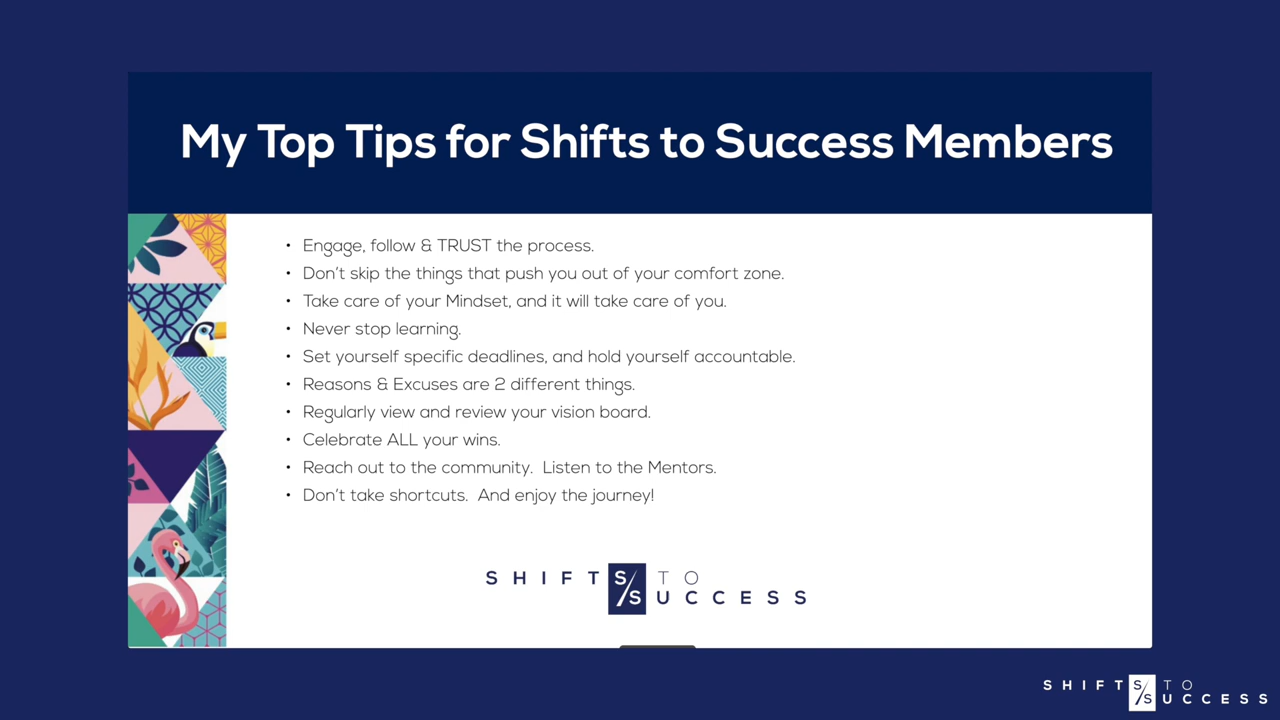 My Top Tips for Shifts to Success Members
• Engage, follow & TRUST the process.
• Don't skip the things that push you out of your comfort zone.
• Take care of your Mindset, and it will take care of you.
• Never stop learning.
• Set yourself specific deadlines, and hold yourself accountable.
• Reasons & Excuses are 2 different things.
• Regularly view and review your vision board.
• Celebrate ALL your wins.
• Reach out to the community.  Listen to the Mentors.
• Don't take shortcuts.  And enjoy the journey!
SHIFTS TO
SUCCESS
SHIFTS TO
SUCCESS